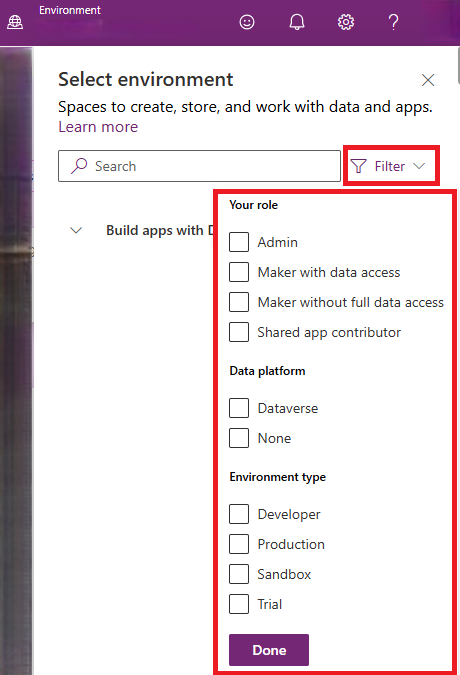 Environment
Select environment
Spaces to create, store, and work with data and apps.
Learn more
Search
Filter
Build apps with
Your role
Admin
Maker with data access
Maker without full data access
Shared app contributor
Data platform
Dataverse
None
Environment type
Developer
Production
Sandbox
Trial
Done